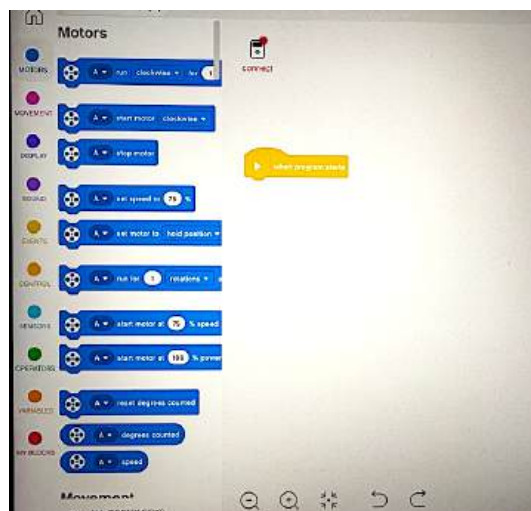 Motors
MOTORS
MOVEMENT
DISPLAY
SOUND
EVENTS
CONTROL
SENSORS
OPERATORS
VARIABLES
MY BLOCKS
A run clockwise for 1
A start motor clockwise
A stop motor
A set speed to 75 %
A set motor to hold position
A run for 1 rotations
A start motor at 75 % speed
A start motor at 100 % power
A reset degrees counted
A degrees counted
A speed
Movement
connect
when program starts